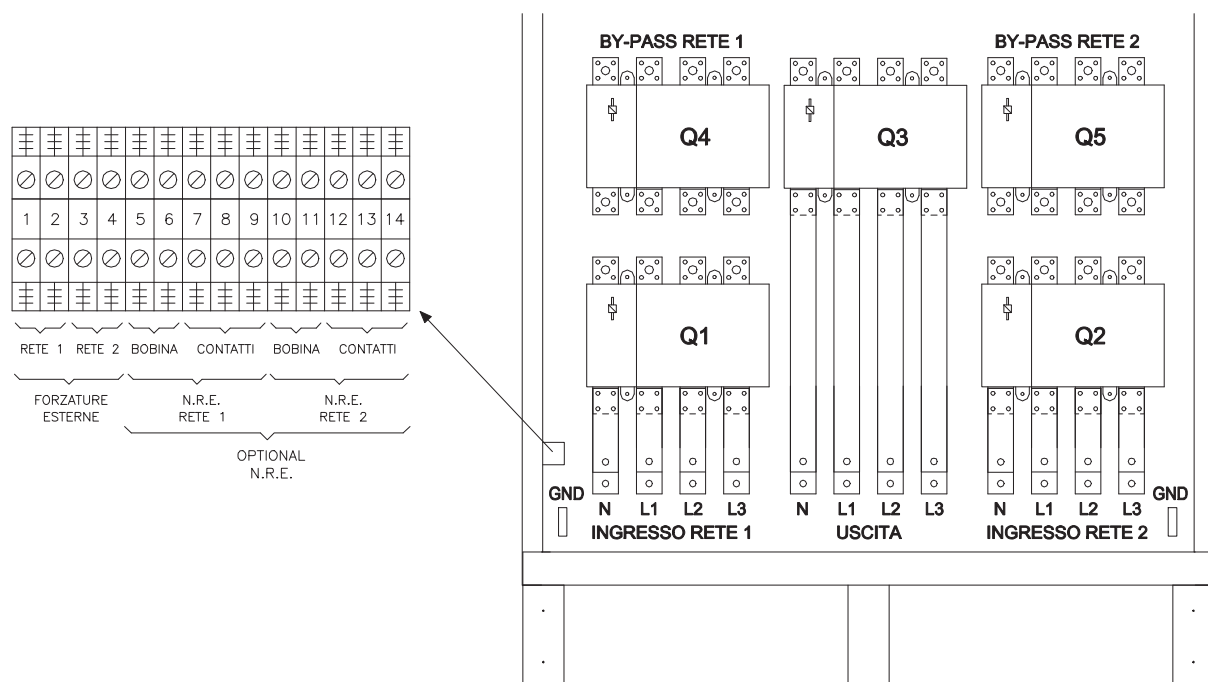 1 2 3 4 5 6 7 8 9 10 11 12 13 14
RETE 1 RETE 2 BOBINA CONTATTI BOBINA CONTATTI
FORZATURE
ESTERNE
N.R.E.
RETE 1
N.R.E.
RETE 2
OPTIONAL
N.R.E.
BY-PASS RETE 1
BY-PASS RETE 2
Q4
Q3
Q5
Q1
Q2
GND
N L1 L2 L3
INGRESSO RETE 1
N L1 L2 L3
USCITA
N L1 L2 L3
INGRESSO RETE 2
GND